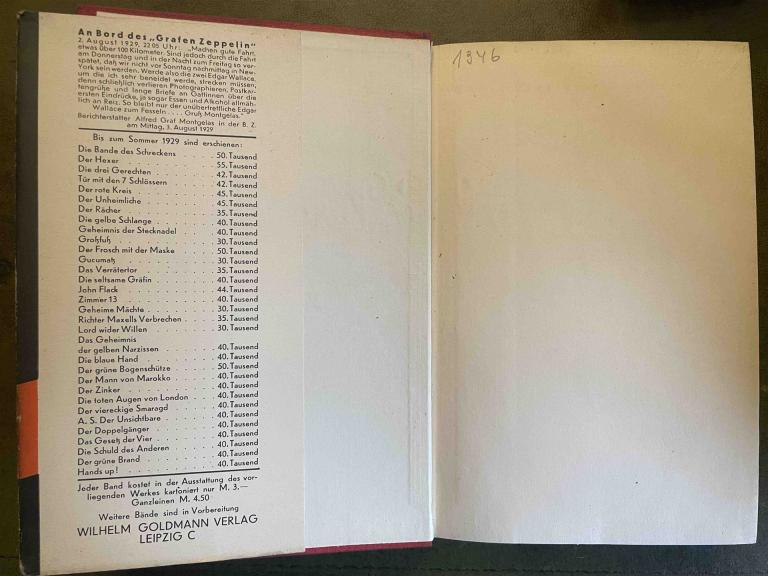 An Bord des „Grafen Zeppelin"
2. August 1929, 22.05 Uhr: „Machen gute Fahrt,
etwas über 100 Kilometer. Sind jedoch durch die Fahrt
am Donnerstag und in der Nacht zum Freitag so ver-
spätet, daß wir nicht vor Sonntag nachmittag in New-
York sein werden. Werde also die zwei Edgar Wallace,
um die ich sehr beneidet werde, strecken müssen,
denn schließlich verlieren Photographieren, Postkar-
tengrüße und lange Briefe an Gattinnen über die
ersten Eindrücke, ja sogar Essen und Alkohol allmäh-
lich an Reiz. So bleibt nur der unübertreffliche Edgar
Wallace zum Fesseln .... Gruß Montgelas."
Berichterstatter Alfred Graf Montgelas in der B. Z.
am Mittag, 3. August 1929
Bis zum Sommer 1929 sind erschienen:
Die Bande des Schreckens . . . . 50. Tausend
Der Hexer . . . . 55. Tausend
Die drei Gerechten . . . . 42. Tausend
Tür mit den 7 Schlössern . . . . 42. Tausend
Der rote Kreis . . . . 45. Tausend
Der Unheimliche . . . . 45. Tausend
Der Rächer . . . . 35. Tausend
Die gelbe Schlange . . . . 40. Tausend
Geheimnis der Stecknadel . . . . 40. Tausend
Großfuß . . . . 30. Tausend
Der Frosch mit der Maske . . . . 50. Tausend
Gucumatz . . . . 30. Tausend
Das Verrätertor . . . . 35. Tausend
Die seltsame Gräfin . . . . 40. Tausend
John Flack . . . . 44. Tausend
Zimmer 13 . . . . 40. Tausend
Geheime Mächte . . . . 30. Tausend
Richter Maxells Verbrechen . . . . 35. Tausend
Lord wider Willen . . . . 30. Tausend
Das Geheimnis
der gelben Narzissen . . . . 40. Tausend
Die blaue Hand . . . . 40. Tausend
Der grüne Bogenschütze . . . . 50. Tausend
Der Mann von Marokko . . . . 40. Tausend
Der Zinker . . . . 40. Tausend
Die toten Augen von London . . . . 40. Tausend
Der viereckige Smaragd . . . . 40. Tausend
A. S. Der Unsichtbare . . . . 40. Tausend
Der Doppelgänger . . . . 40. Tausend
Das Gesetz der Vier . . . . 40. Tausend
Die Schuld des Anderen . . . . 40. Tausend
Der grüne Brand . . . . 40. Tausend
Hands up! . . . . 40. Tausend
Jeder Band kostet in der Ausstattung des vor-
liegenden Werkes kartoniert nur M. 3.—
Ganzleinen M. 4.50
Weitere Bände sind in Vorbereitung
WILHELM GOLDMANN VERLAG
LEIPZIG C
1346